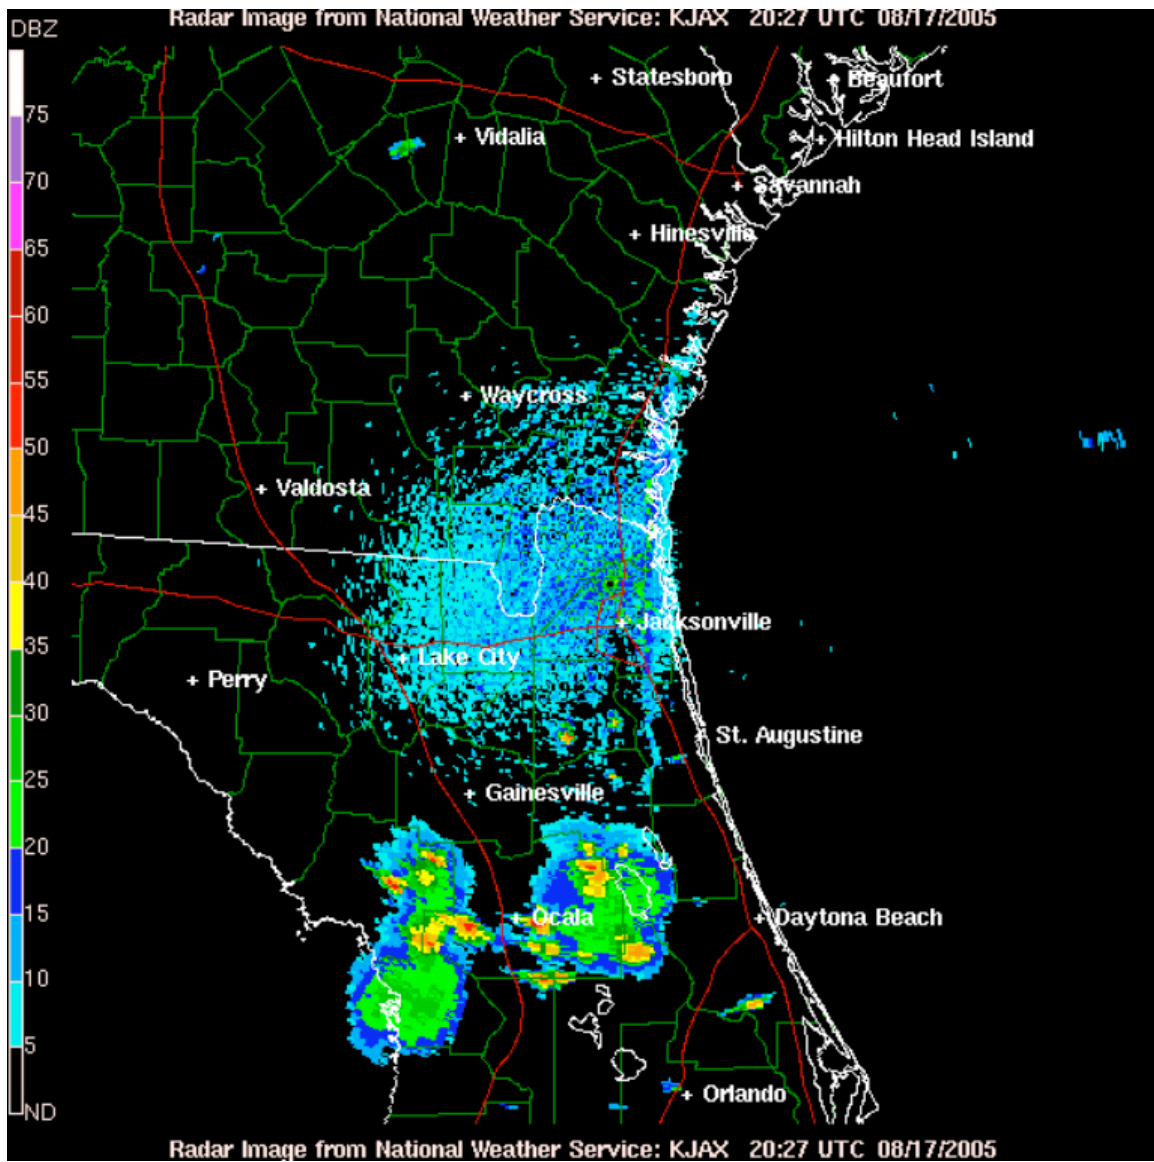 Radar Image from National Weather Service: KJAX 20:27 UTC 08/17/2005
DBZ
Statesboro
Beaufort
75
Vidalia
Hilton Head Island
70
Savannah
Hinesville
65
60
55
Waycross
50
Valdosta
45
40
Jacksonville
35
Lake City
Perry
30
St. Augustine
25
Gainesville
20
15
Ocala
Daytona Beach
10
5
Orlando
ND
Radar Image from National Weather Service: KJAX 20:27 UTC 08/17/2005